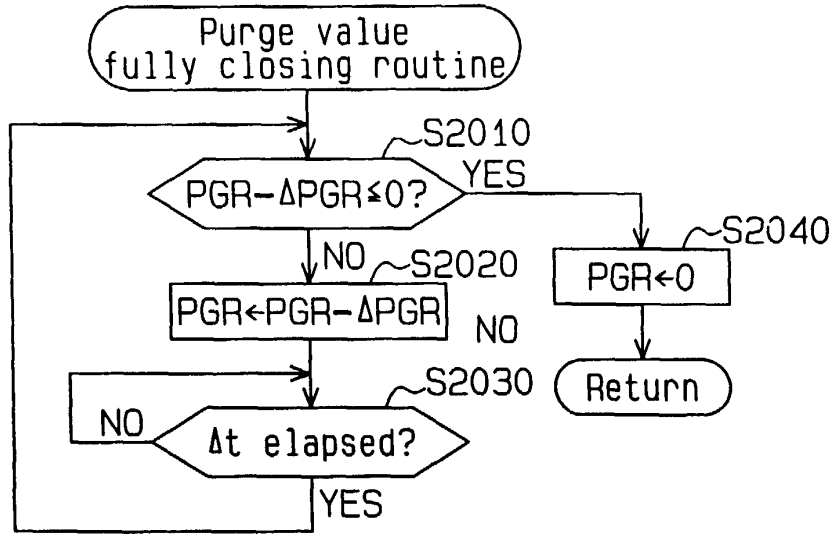 Purge value
fully closing routine
S2010
PGR-ΔPGR≦0?
YES
S2040
PGR←0
NO
S2020
PGR←PGR-ΔPGR
NO
Return
S2030
NO
Δt elapsed?
YES